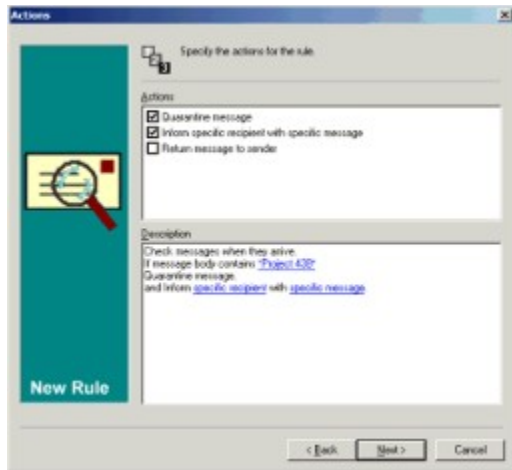 Actions
Specify the actions for the rule.
Actions
Quarantine message
Inform specific recipient with specific message
Return message to sender
Description
Check messages when they arrive.
If message body contains "Project 438"
Quarantine message.
and Inform specific recipient with specific message.
New Rule
< Back
Next >
Cancel